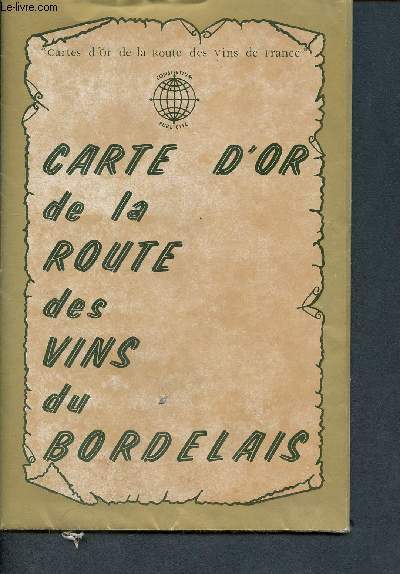 Le-livre.com
"Cartes d'or de la Route des Vins de France"
PUBLICITÉ
CARTE D'OR
de la
ROUTE
des
VINS
du
BORDELAIS